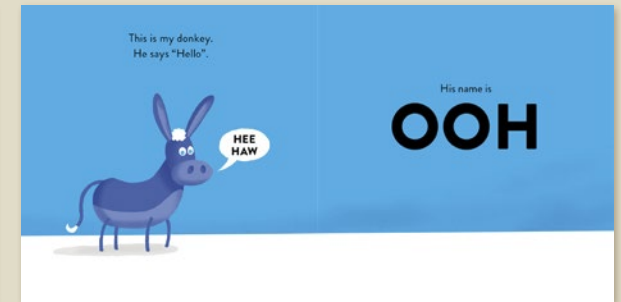 This is my donkey.
He says “Hello”.
HEE
HAW
His name is
OOH